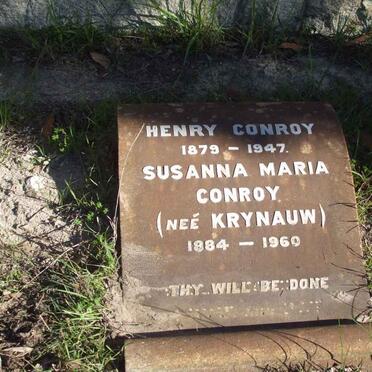 HENRY CONROY
1879 – 1947.
SUSANNA MARIA
CONROY
(NEÉ KRYNAUW)
1884 – 1960
THY WILL BE DONE